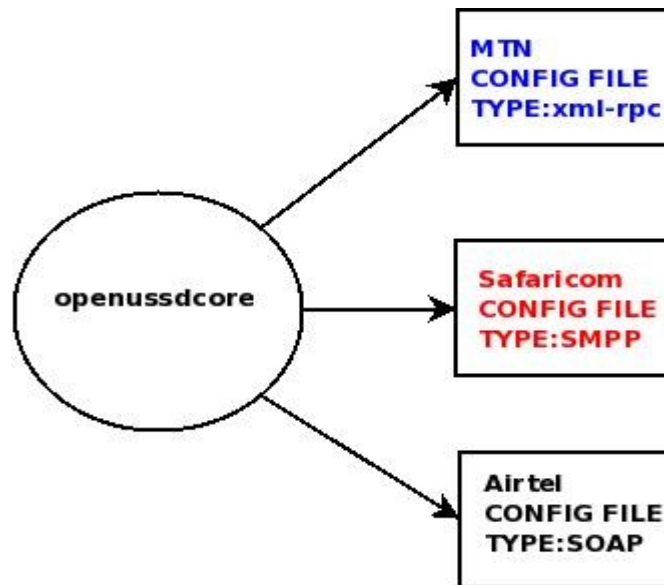 MTN
CONFIG FILE
TYPE:xml-rpc
openussdcore
Safaricom
CONFIG FILE
TYPE:SMPP
Airtel
CONFIG FILE
TYPE:SOAP